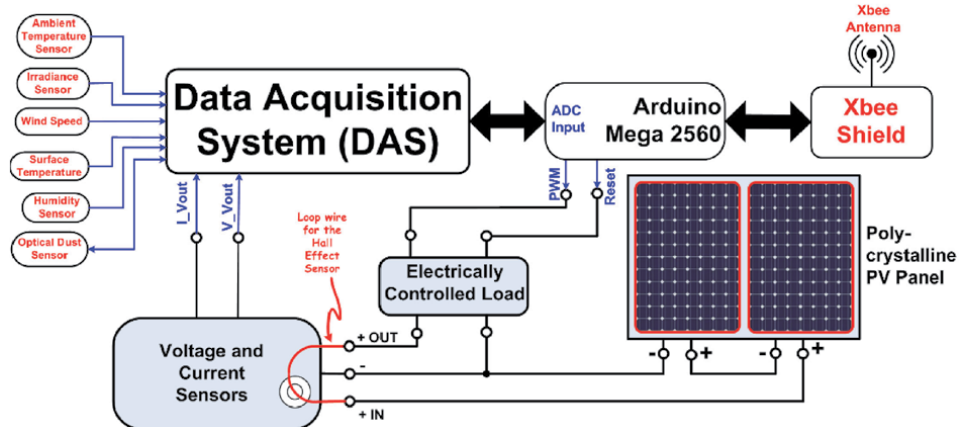 Ambient
Temperature
Sensor
Irradiance
Sensor
Wind Speed
Surface
Temperature
Humidity
Sensor
Optical Dust
Sensor
Data Acquisition
System (DAS)
ADC
Input
Arduino
Mega 2560
Xbee
Antenna
Xbee
Shield
I_Vout
V_Vout
PWM
Reset
Loop wire
for the
Hall
Effect
Sensor
Electrically
Controlled Load
Poly-
crystalline
PV Panel
Voltage and
Current
Sensors
+ OUT
-
+ IN
-
+
-
+